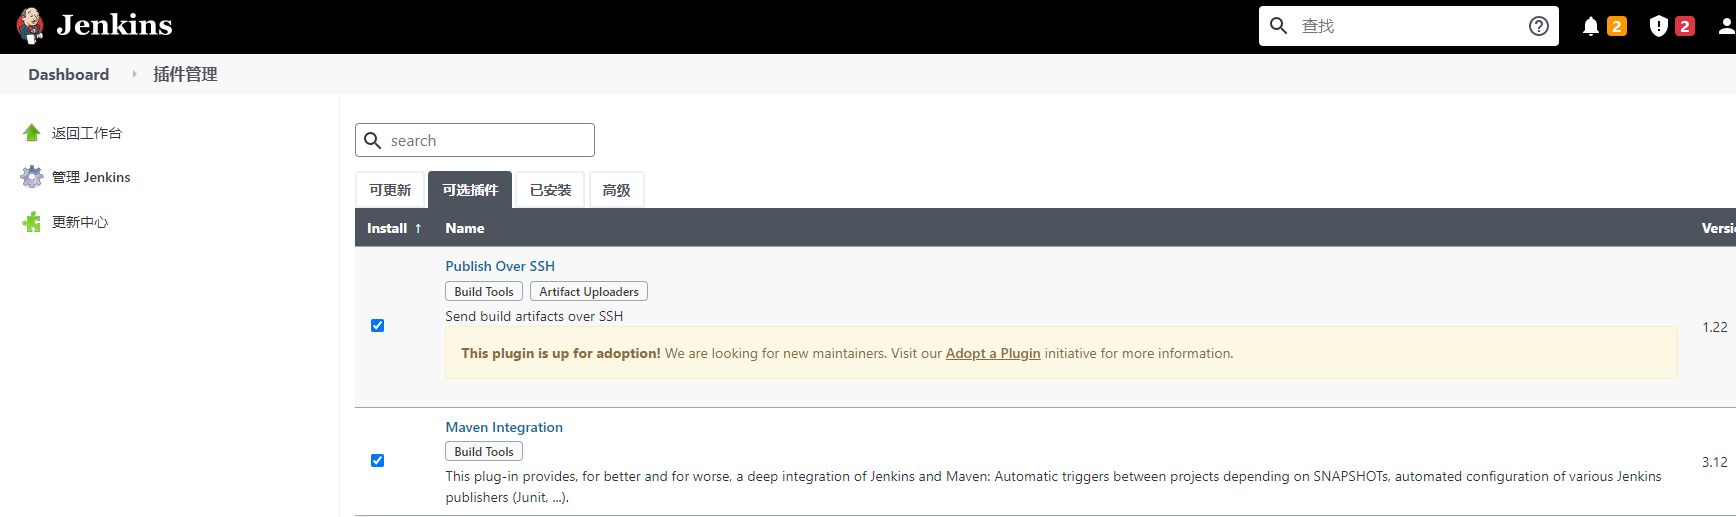 Jenkins
查找
2
2
Dashboard
插件管理
返回工作台
管理 Jenkins
更新中心
search
可更新
可选插件
已安装
高级
Install ↑
Name
Versi
Publish Over SSH
Build Tools
Artifact Uploaders
Send build artifacts over SSH
This plugin is up for adoption! We are looking for new maintainers. Visit our Adopt a Plugin initiative for more information.
1.22
Maven Integration
Build Tools
This plug-in provides, for better and for worse, a deep integration of Jenkins and Maven: Automatic triggers between projects depending on SNAPSHOTs, automated configuration of various Jenkins
publishers (Junit, ...).
3.12